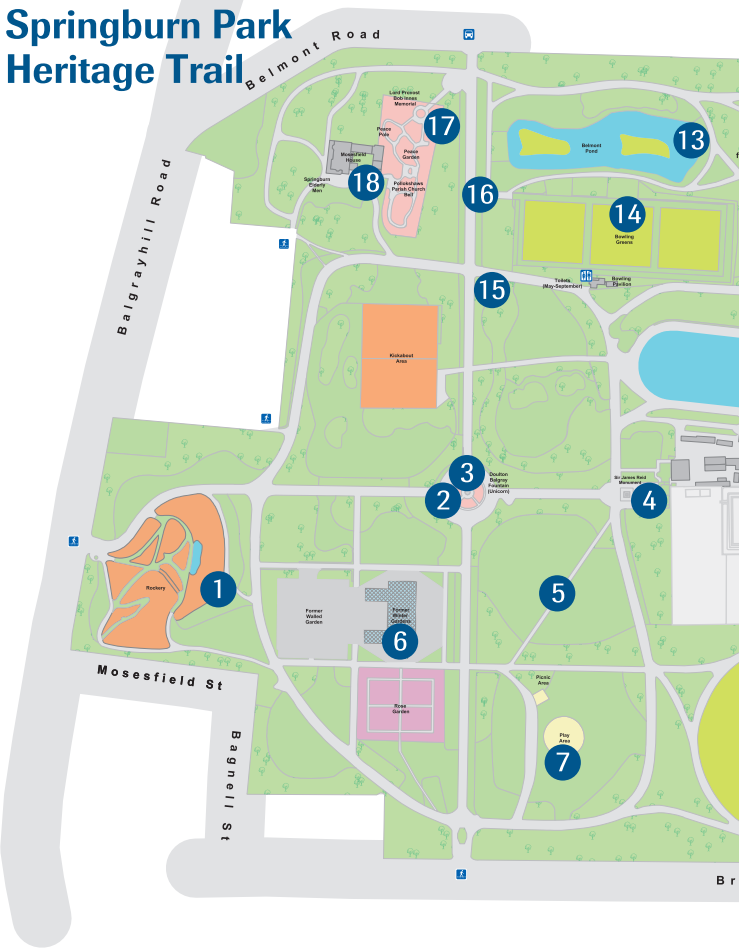 Springburn Park
Heritage Trail
Belmont Road
Balgrayhill Road
Lord Provost
Bob Innes
Memorial
17
Peace
Pole
Peace
Garden
Mosesfield
House
18
Springburn
Elderly
Men
Pollokshaws
Parish Church
Bell
16
Belmont
Pond
13
14
Bowling
Greens
15
Toilets
(May-September)
Bowling
Pavilion
Kickabout
Area
3
2
Doulton
Balgray
Fountain
(Unicorn)
Sir James Reid
Monument
4
Rockery
1
5
Former
Walled
Garden
Former
Winter
Gardens
6
Mosesfield St
Bagnell St
Rose
Garden
Picnic
Area
Play
Area
7
Br